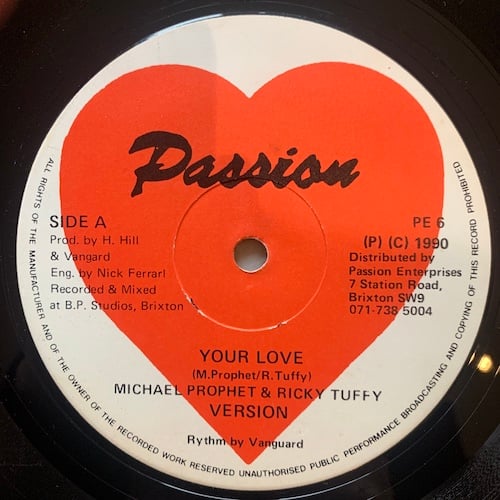 Passion
SIDE A
Prod. by H. Hill
& Vangard
Eng. by Nick Ferrarl
Recorded & Mixed
at B.P. Studios, Brixton
PE 6
(P) (C) 1990
Distributed by
Passion Enterprises
7 Station Road,
Brixton SW9
071-738 5004
YOUR LOVE
(M.Prophet/R.Tuffy)
MICHAEL PROPHET & RICKY TUFFY
VERSION
Rythm by Vanguard
ALL RIGHTS OF THE MANUFACTURER AND OF THE OWNER OF THE RECORDED WORK RESERVED UNAUTHORISED PUBLIC PERFORMANCE BROADCASTING AND COPYING OF THIS RECORD PROHIBITED